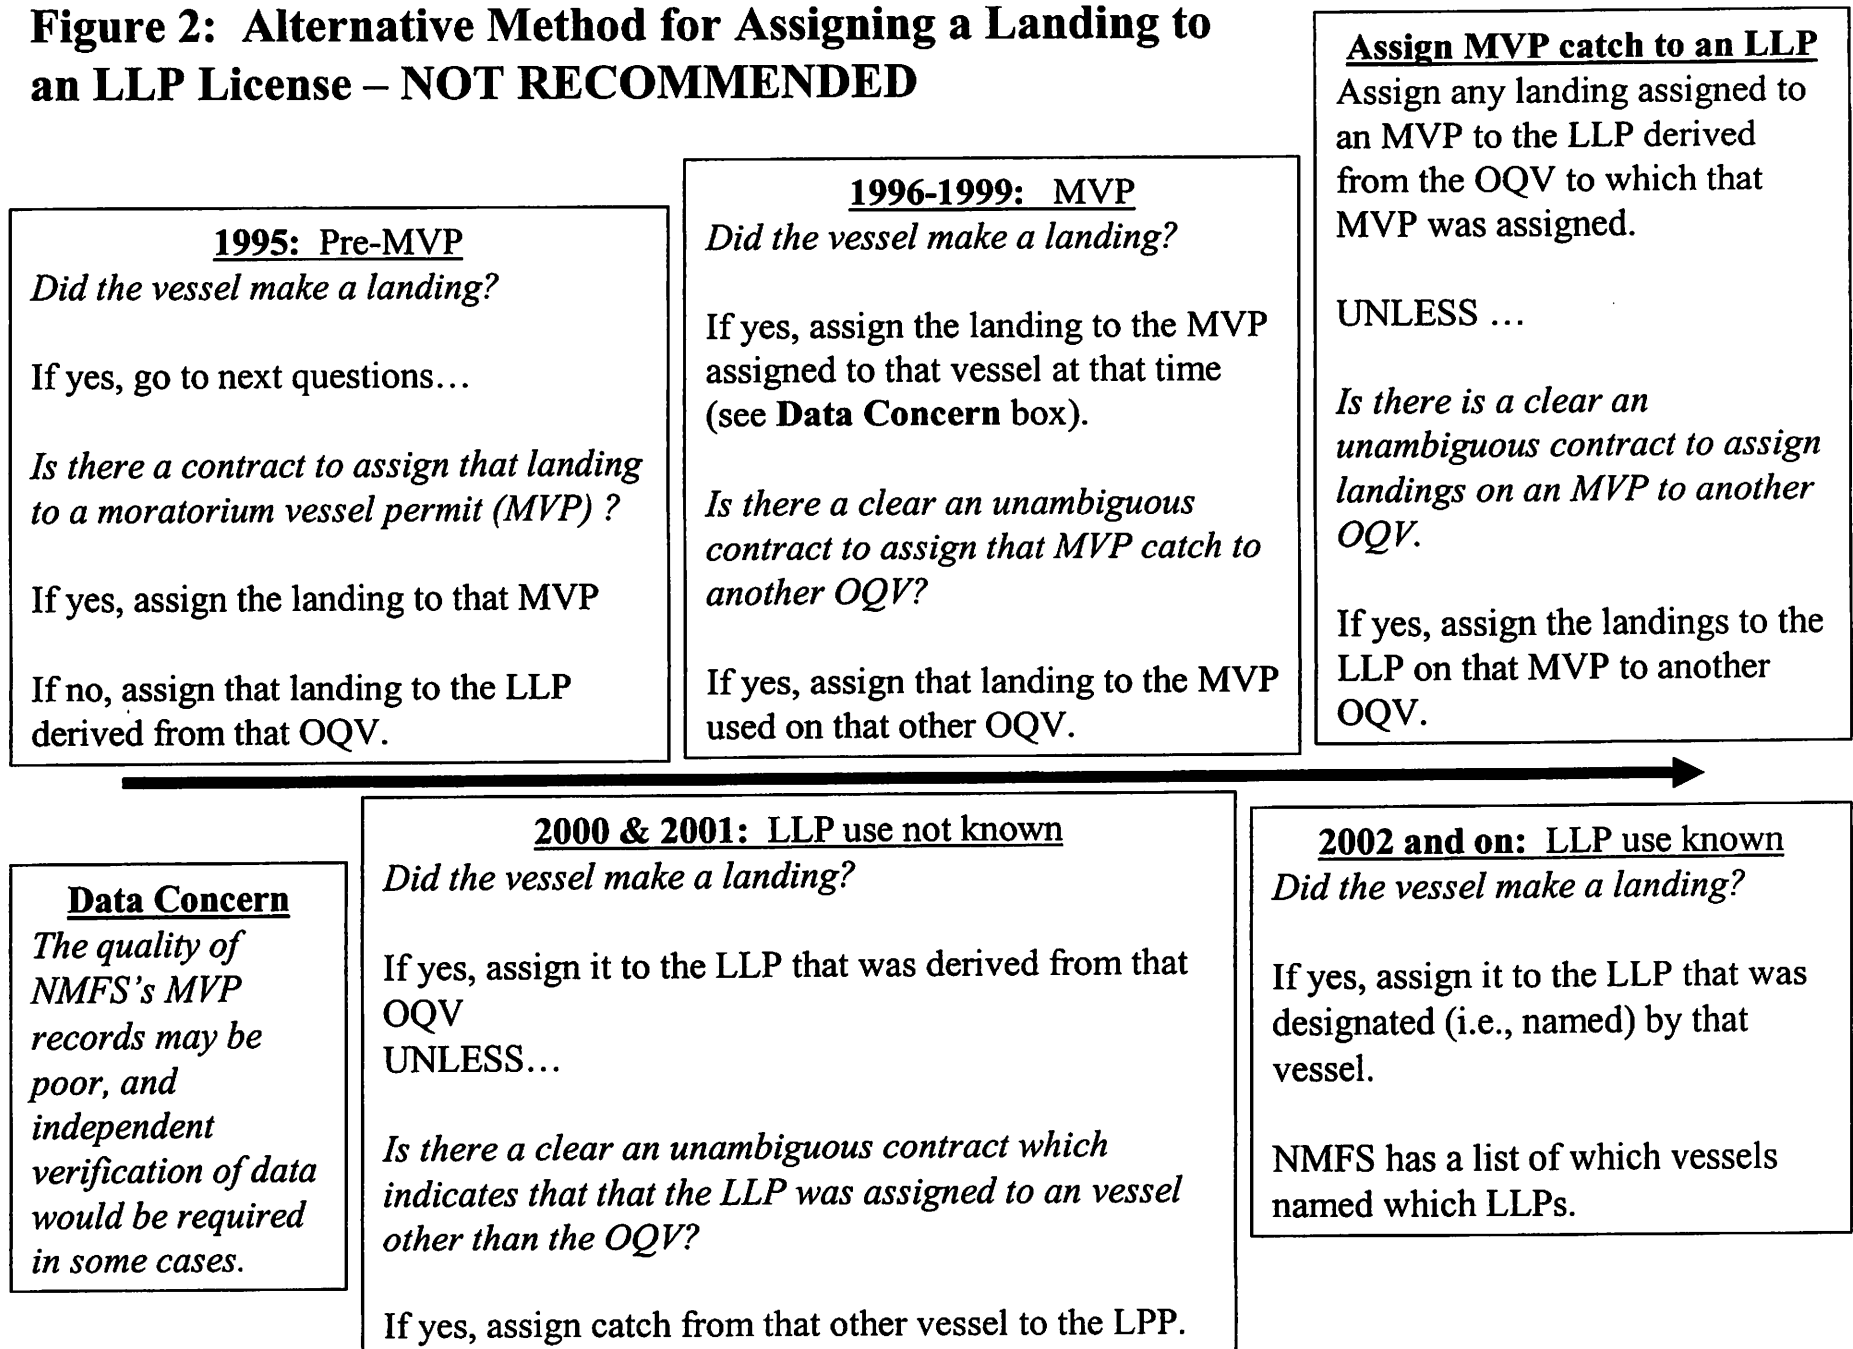 Figure 2: Alternative Method for Assigning a Landing to
an LLP License – NOT RECOMMENDED
1995: Pre-MVP
Did the vessel make a landing?
If yes, go to next questions…
Is there a contract to assign that landing
to a moratorium vessel permit (MVP) ?
If yes, assign the landing to that MVP
If no, assign that landing to the LLP
derived from that OQV.
1996-1999: MVP
Did the vessel make a landing?
If yes, assign the landing to the MVP
assigned to that vessel at that time
(see Data Concern box).
Is there a clear an unambiguous
contract to assign that MVP catch to
another OQV?
If yes, assign that landing to the MVP
used on that other OQV.
Assign MVP catch to an LLP
Assign any landing assigned to
an MVP to the LLP derived
from the OQV to which that
MVP was assigned.
UNLESS …
Is there is a clear an
unambiguous contract to assign
landings on an MVP to another
OQV.
If yes, assign the landings to the
LLP on that MVP to another
OQV.
Data Concern
The quality of
NMFS's MVP
records may be
poor, and
independent
verification of data
would be required
in some cases.
2000 & 2001: LLP use not known
Did the vessel make a landing?
If yes, assign it to the LLP that was derived from that
OQV
UNLESS…
Is there a clear an unambiguous contract which
indicates that that the LLP was assigned to an vessel
other than the OQV?
If yes, assign catch from that other vessel to the LPP.
2002 and on: LLP use known
Did the vessel make a landing?
If yes, assign it to the LLP that was
designated (i.e., named) by that
vessel.
NMFS has a list of which vessels
named which LLPs.